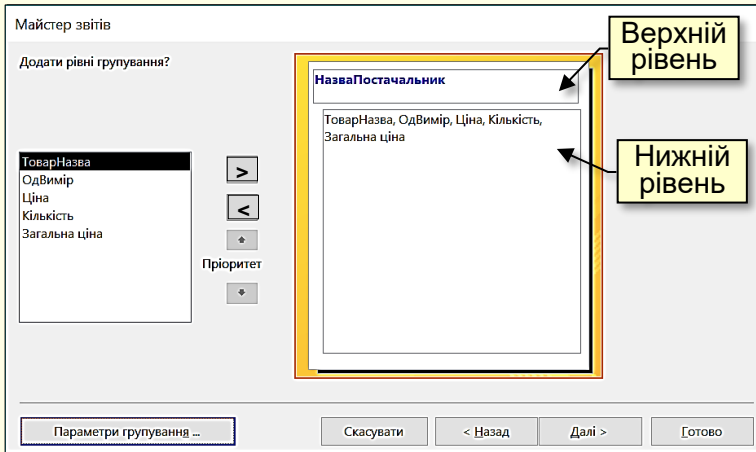 Майстер звітів
Додати рівні групування?
Верхній
рівень
НазваПостачальник
ТоварНазва, ОдВимір, Ціна, Кількість,
Загальна ціна
Нижній
рівень
ТоварНазва
ОдВимір
Ціна
Кількість
Загальна ціна
>
<
Пріоритет
Параметри групування ...
Скасувати
< Назад
Далі >
Готово